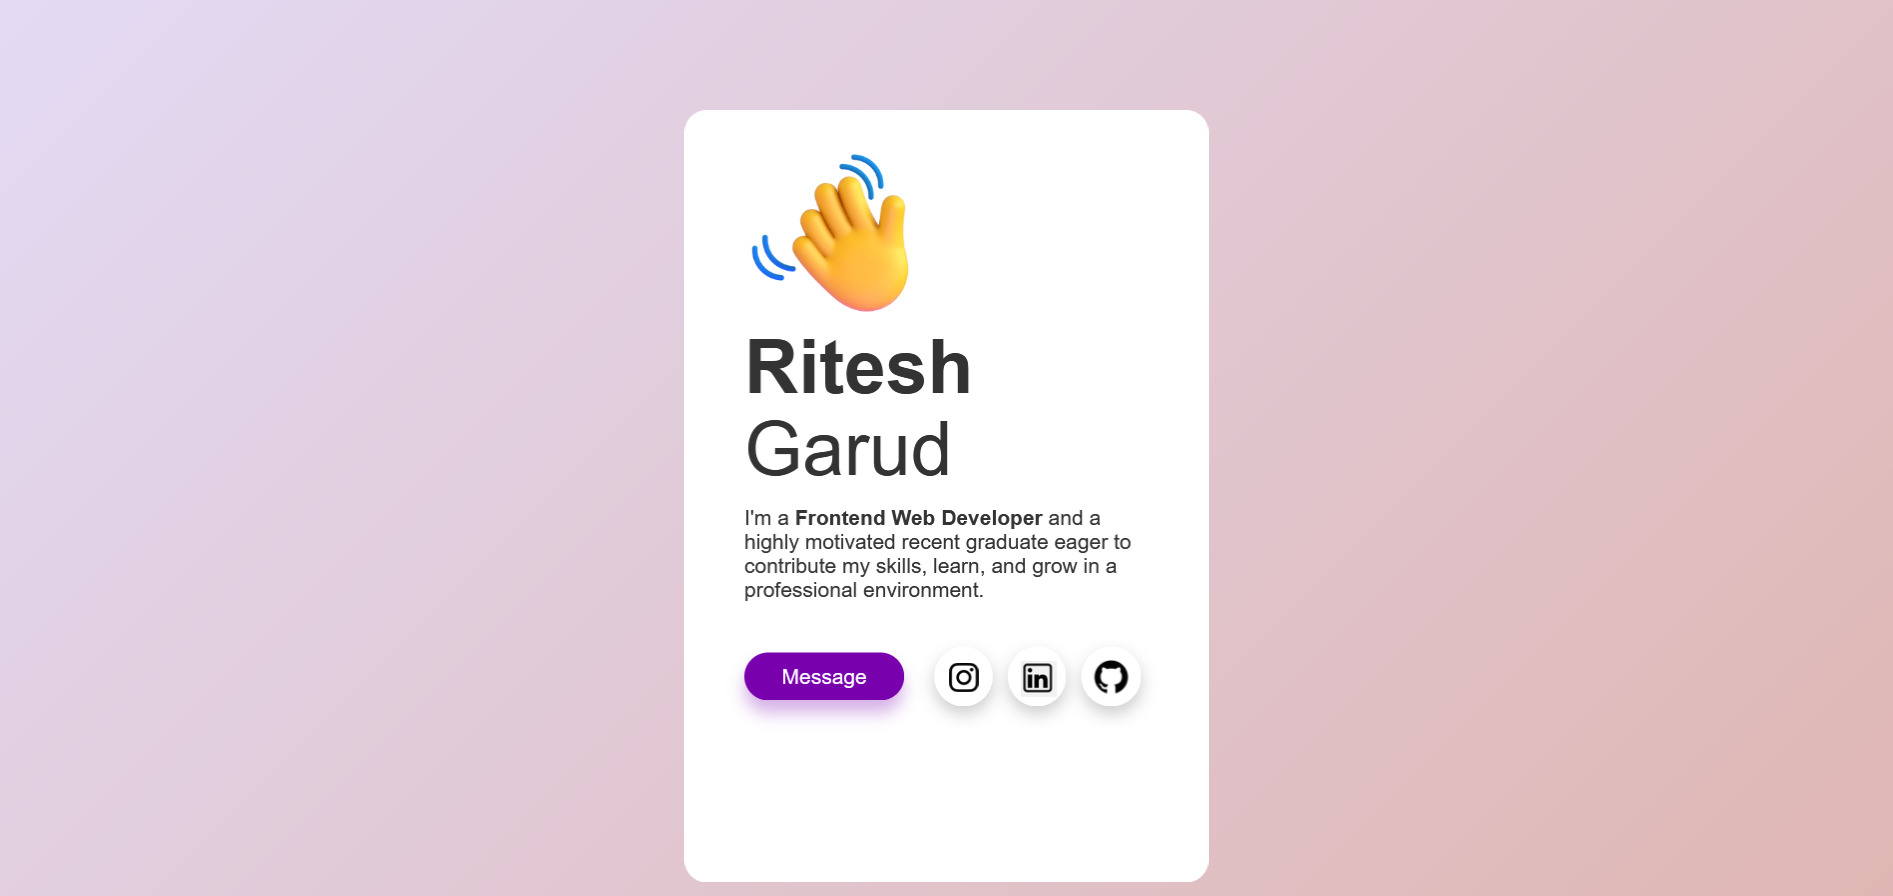 Ritesh
Garud
I'm a Frontend Web Developer and a
highly motivated recent graduate eager to
contribute my skills, learn, and grow in a
professional environment.
Message
in